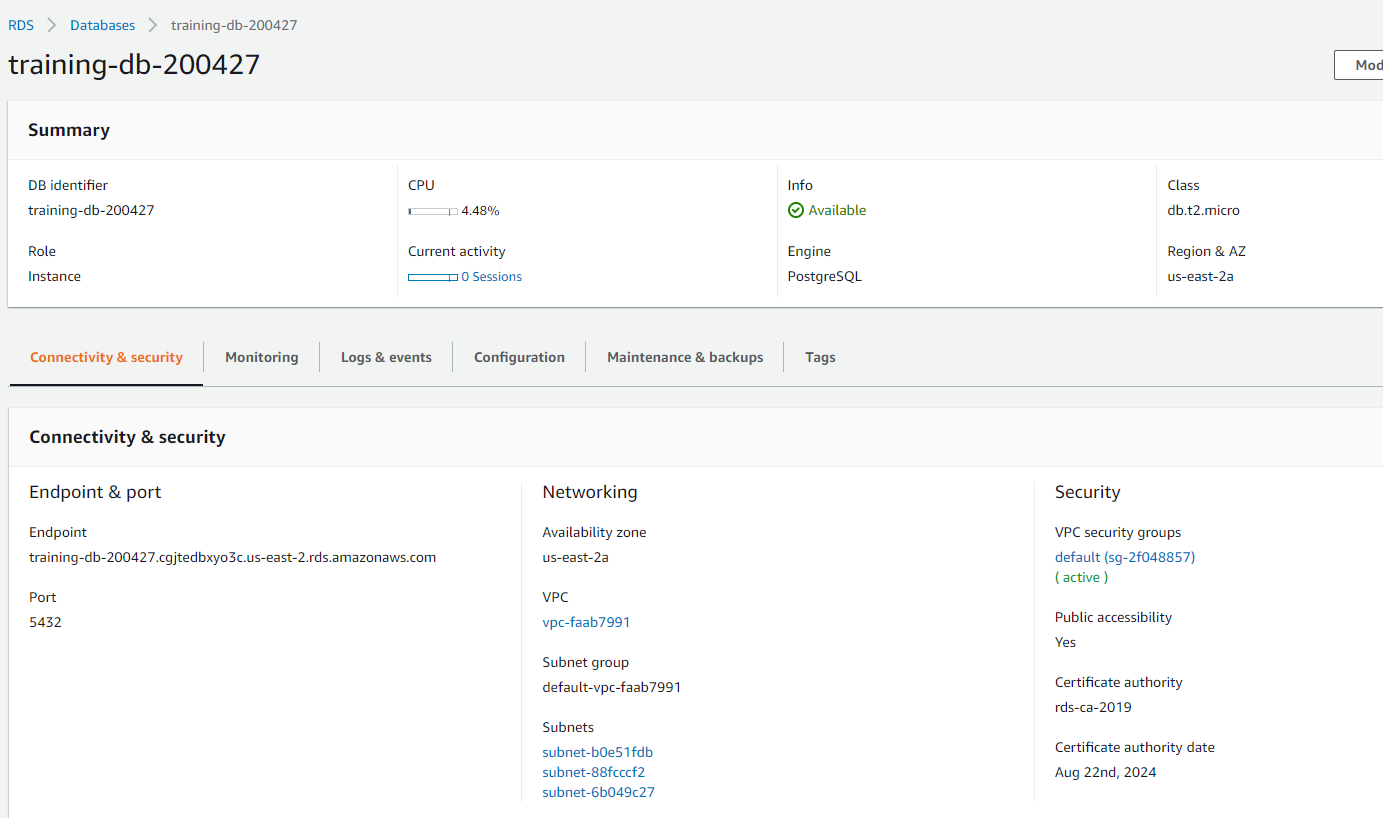 RDS > Databases > training-db-200427
training-db-200427
Mod
Summary
DB identifier
training-db-200427
CPU
4.48%
Info
Available
Class
db.t2.micro
Role
Instance
Current activity
0 Sessions
Engine
PostgreSQL
Region & AZ
us-east-2a
Connectivity & security
Monitoring
Logs & events
Configuration
Maintenance & backups
Tags
Connectivity & security
Endpoint & port
Endpoint
training-db-200427.cgjtedbxyo3c.us-east-2.rds.amazonaws.com
Port
5432
Networking
Availability zone
us-east-2a
VPC
vpc-faab7991
Subnet group
default-vpc-faab7991
Subnets
subnet-b0e51fdb
subnet-88fcccf2
subnet-6b049c27
Security
VPC security groups
default (sg-2f048857)
( active )
Public accessibility
Yes
Certificate authority
rds-ca-2019
Certificate authority date
Aug 22nd, 2024